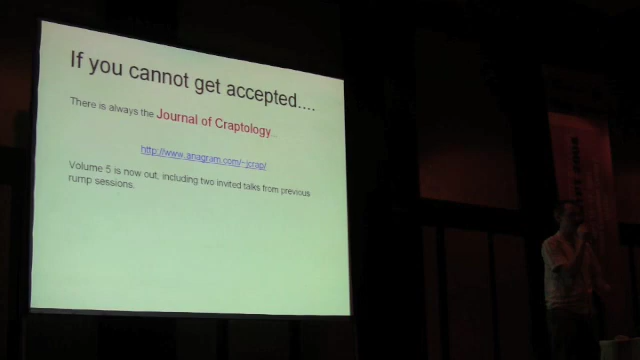 If you cannot get accepted....
There is always the Journal of Craptology...
http://www.anagram.com/~jcrap/
Volume 5 is now out, including two invited talks from previous
rump sessions.